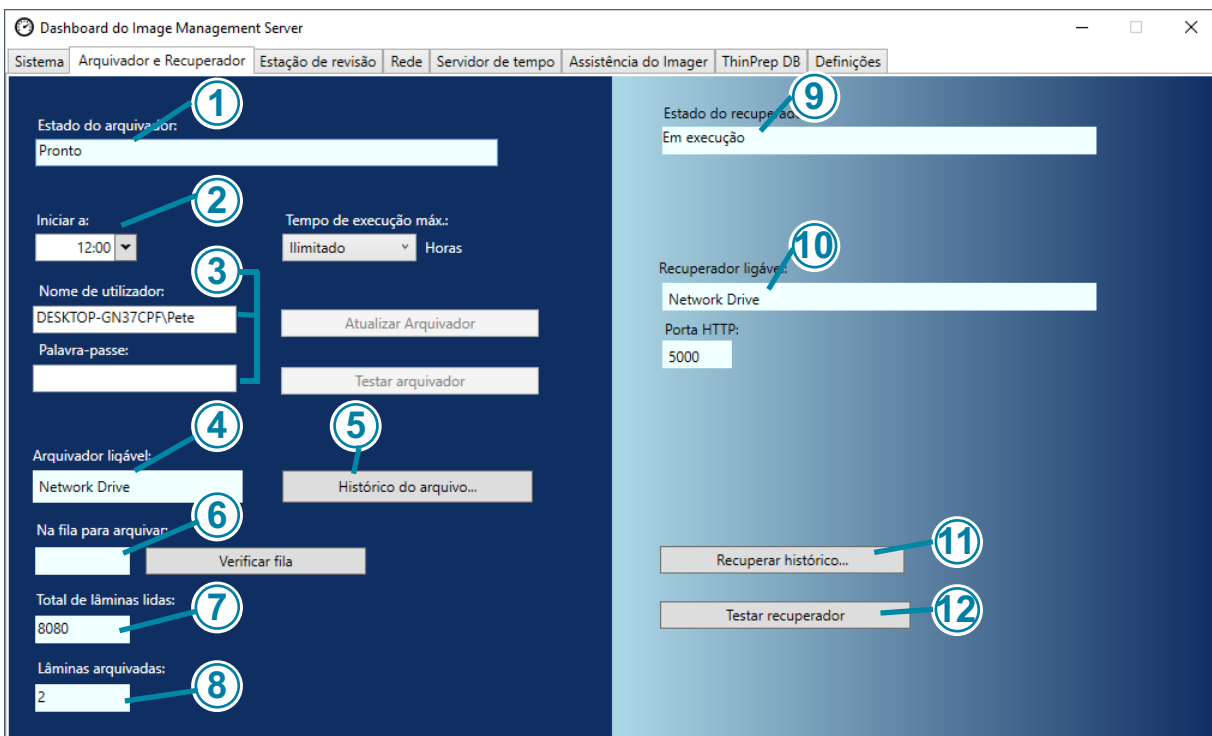 Dashboard do Image Management Server
Sistema Arquivador e Recuperador Estação de revisão Rede Servidor de tempo Assistência do Imager ThinPrep DB Definições
1
Estado do arquivador:
Pronto
2
Iniciar a:
12:00
Tempo de execução máx.:
Ilimitado Horas
3
Nome de utilizador:
DESKTOP-GN37CPF\Pete
Atualizar Arquivador
Palavra-passe:
Testar arquivador
4
5
Arquivador ligável:
Network Drive
Histórico do arquivo...
6
Na fila para arquivar:
Verificar fila
7
Total de lâminas lidas:
8080
8
Lâminas arquivadas:
2
9
Estado do recuperador
Em execução
10
Recuperador ligável:
Network Drive
Porta HTTP:
5000
11
Recuperar histórico...
12
Testar recuperador